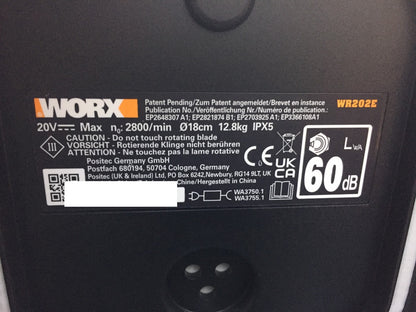 WORX
Patent Pending/Zum Patent angemeldet/Brevet en instance
Publication No./Veröffentlichung Nr./Numéro de publication.:
EP2648307 A1; EP2821874 B1; EP2703925 A1; EP3366108A1
WR202E
20V Max n₀: 2800/min Ø18cm 12.8kg IPX5
CAUTION - Do not touch rotating blade
VORSICHT - Rotierende Klinge nicht berühren
ATTENTION - Ne touchez pas la lame rotative
III
Positec Germany GmbH
Postfach 680194, 50704 Cologne, Germany
Positec (UK & Ireland) Ltd, PO Box 6242, Newbury, RG14 9LT, UK
China/Hergestellt in China
CE
UK
CA
LWA
60dB
WA3750.1
WA3755.1